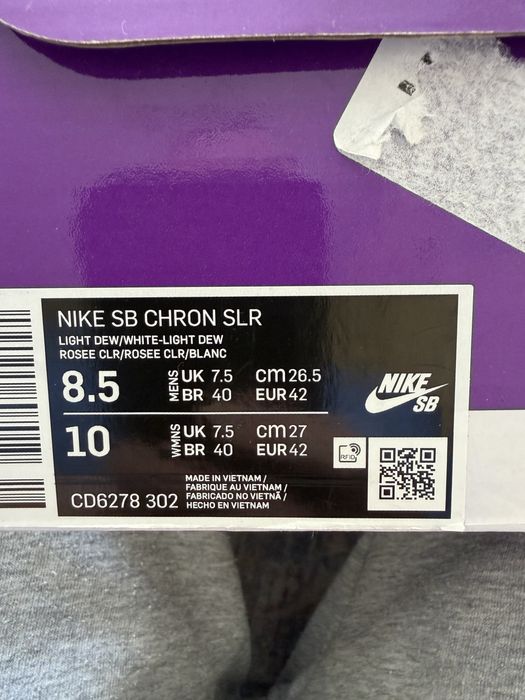 NIKE SB CHRON SLR
LIGHT DEW/WHITE-LIGHT DEW
ROSEE CLR/ROSEE CLR/BLANC
8.5 MENS UK 7.5 CM 26.5
BR 40 EUR 42
10 WMNS UK 7.5 CM 27
BR 40 EUR 42
NIKE
SB
RFID
CD6278 302
MADE IN VIETNAM /
FABRIQUE AU VIETNAM /
FABRICADO NO VIETNÃ /
HECHO EN VIETNAM